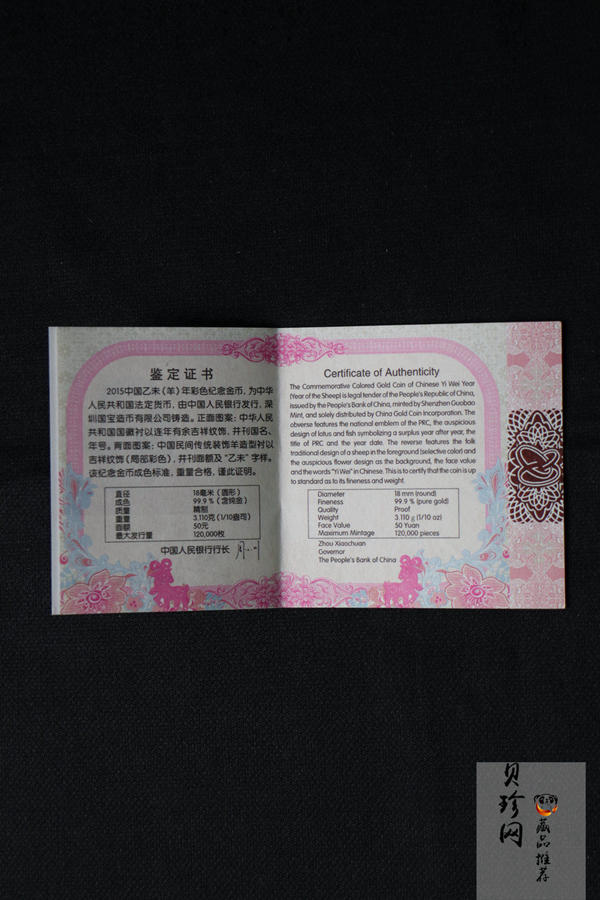 鉴定证书
2015中国乙未（羊）年彩色纪念金币，为中华
人民共和国法定货币，由中国人民银行发行，深
圳国宝造币有限公司铸造。正面图案：中华人民
共和国国徽衬以连年有余吉祥纹饰，并刊国名、
年号。背面图案：中国民间传统装饰羊造型衬以
吉祥纹饰（局部彩色），并刊面额及“乙未”字样。
该纪念金币成色标准，重量合格，谨此证明。
直径 18毫米（圆形）
成色 99.9％（含纯金）
质量 精制
重量 3.110克（1/10盎司）
面额 50元
最大发行量 120,000枚
中国人民银行行长
Certificate of Authenticity
The Commemorative Colored Gold Coin of Chinese Yi Wei Year
(Year of the Sheep) is legal tender of the People's Republic of China,
issued by the People's Bank of China, minted by Shenzhen Guobao
Mint, and solely distributed by China Gold Coin Incorporation. The
obverse features the national emblem of the PRC, the auspicious
design of lotus and fish symbolizing a surplus year after year, the
title of PRC and the year date. The reverse features the folk
traditional design of a sheep in the foreground (selective color) and
the auspicious flower design as the background, the face value
and the words "Yi Wei" in Chinese. This is to certify that the coin is up
to standard as to its fineness and weight.
Diameter 18 mm (round)
Fineness 99.9 % (pure gold)
Quality Proof
Weight 3.110 g (1/10 oz)
Face Value 50 Yuan
Maximum Mintage 120,000 pieces
Zhou Xiaochuan
Governor
The People's Bank of China
贝珍网
藏品推荐